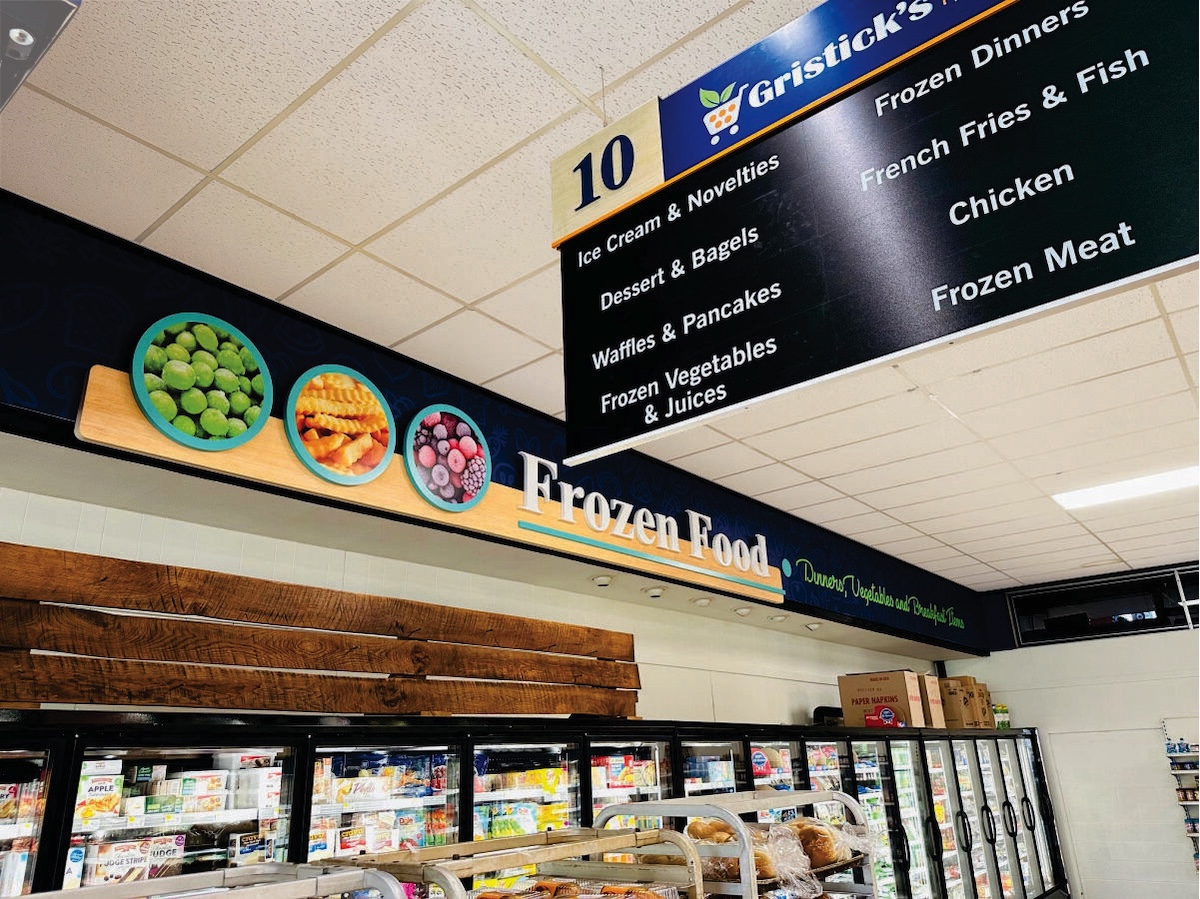 10
Gristick's
Ice Cream & Novelties
Dessert & Bagels
Waffles & Pancakes
Frozen Vegetables
& Juices
Frozen Dinners
French Fries & Fish
Chicken
Frozen Meat
Frozen Food
Dinners, Vegetables and Breakfast Items
PAPER NAPKINS
APPLE
FUDGE STRIPE